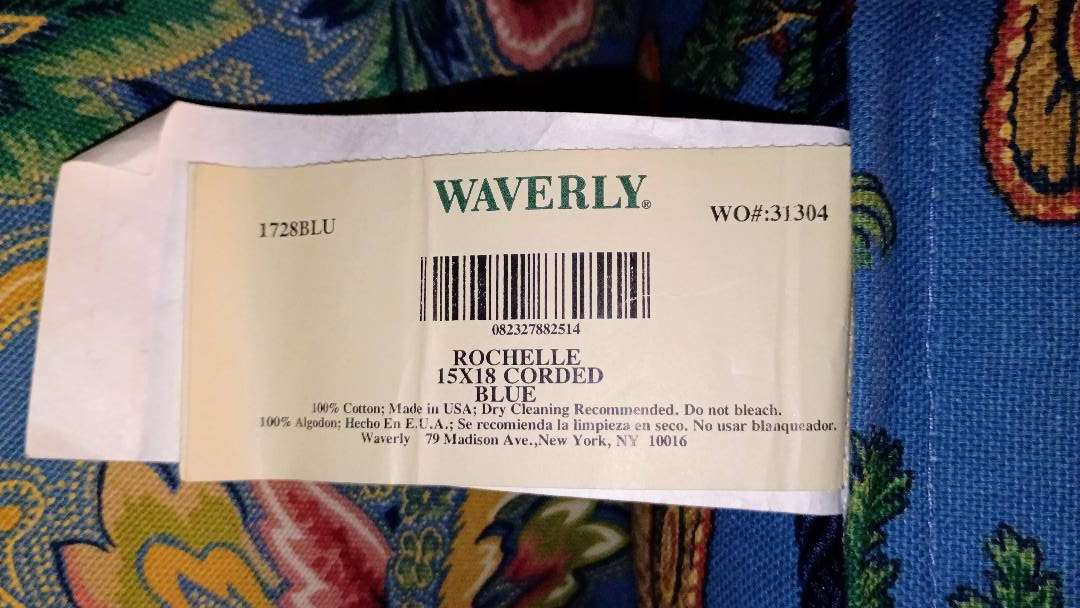 WAVERLY®
1728BLU
WO#:31304
082327882514
ROCHELLE
15X18 CORDED
BLUE
100% Cotton; Made in USA; Dry Cleaning Recommended. Do not bleach.
100% Algodon; Hecho En E.U.A.; Se recomienda la limpieza en seco. No usar blanqueador.
Waverly 79 Madison Ave.,New York, NY 10016